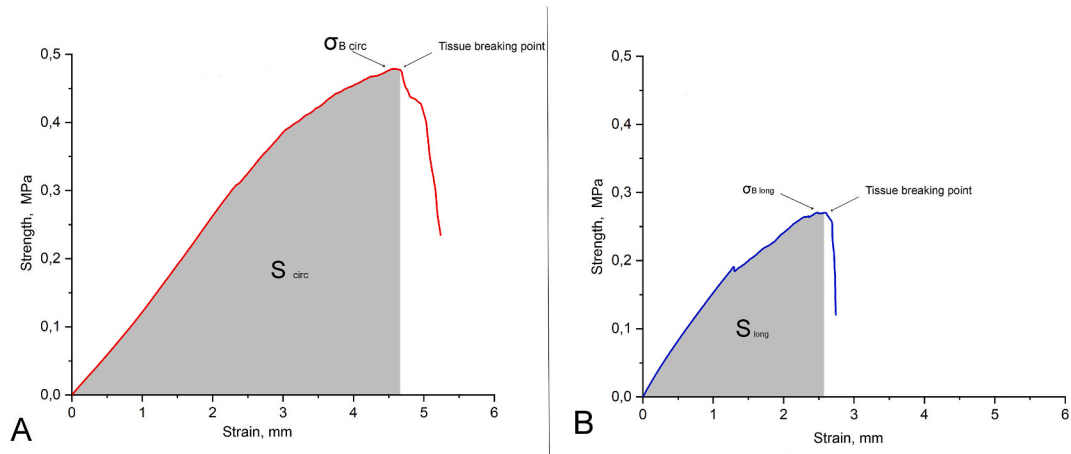 A
σB circ
Tissue breaking point
0,5
0,4
0,3
0,2
0,1
0,0
Strength, MPa
S circ
0 1 2 3 4 5 6
Strain, mm
B
0,5
0,4
0,3
0,2
0,1
0,0
Strength, MPa
σB long
Tissue breaking point
S long
0 1 2 3 4 5 6
Strain, mm